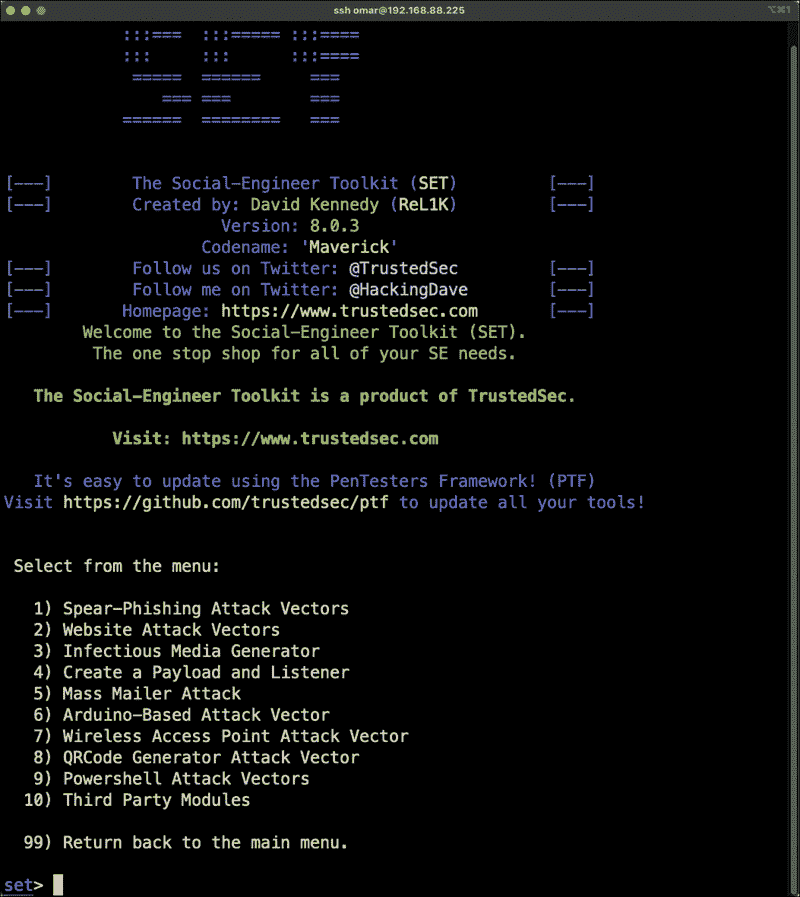 ssh omar@192.168.88.225
⌥⌘1
:::===  :::===== :::====
:::     :::      :::====
=====  ======     ===
=== ===        ===
======  ========   ===
[---]        The Social-Engineer Toolkit (SET)         [---]
[---]        Created by: David Kennedy (ReL1K)         [---]
Version: 8.0.3
Codename: 'Maverick'
[---]        Follow us on Twitter: @TrustedSec         [---]
[---]        Follow me on Twitter: @HackingDave        [---]
[---]       Homepage: https://www.trustedsec.com       [---]
Welcome to the Social-Engineer Toolkit (SET).
The one stop shop for all of your SE needs.
The Social-Engineer Toolkit is a product of TrustedSec.
Visit: https://www.trustedsec.com
It's easy to update using the PenTesters Framework! (PTF)
Visit https://github.com/trustedsec/ptf to update all your tools!
Select from the menu:
1) Spear-Phishing Attack Vectors
2) Website Attack Vectors
3) Infectious Media Generator
4) Create a Payload and Listener
5) Mass Mailer Attack
6) Arduino-Based Attack Vector
7) Wireless Access Point Attack Vector
8) QRCode Generator Attack Vector
9) Powershell Attack Vectors
10) Third Party Modules
99) Return back to the main menu.
set>